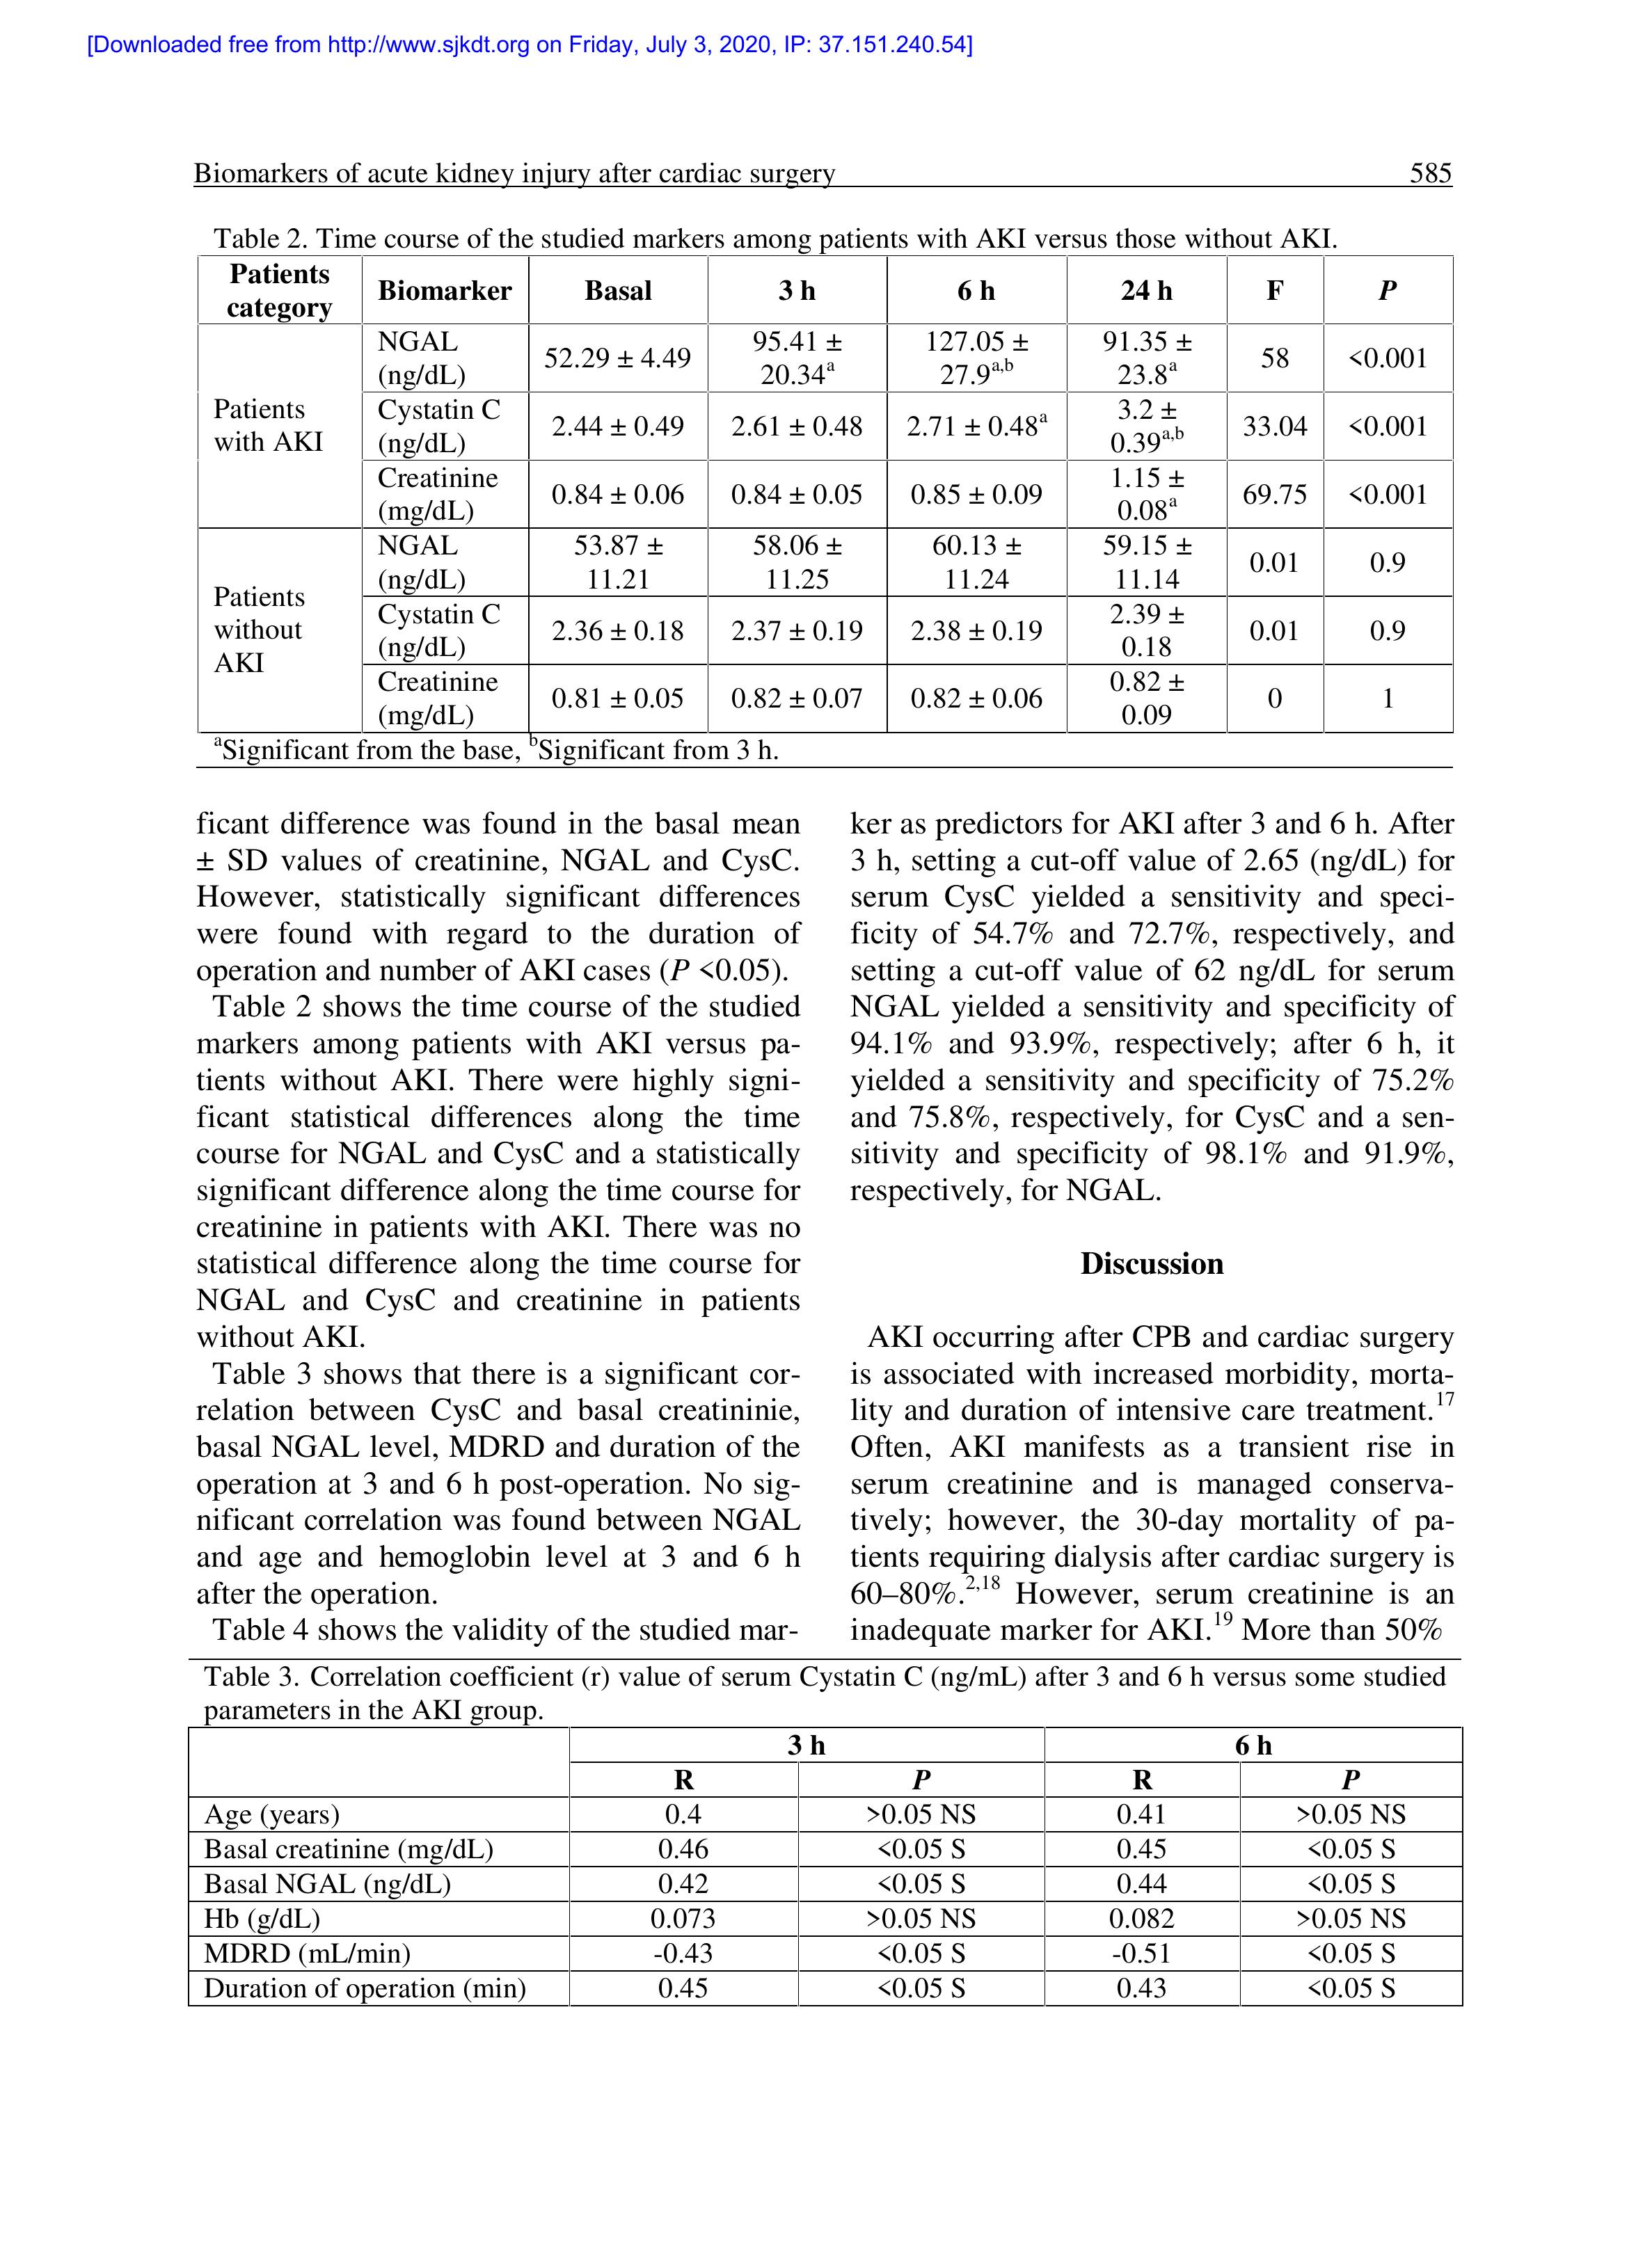 [Downloaded free from http://www.sjkdt.org on Friday, July 3, 2020, IP: 37.151.240.54]
Biomarkers of acute kidney injury after cardiac surgery 585
Table 2. Time course of the studied markers among patients with AKI versus those without AKI.
Patients category Biomarker Basal 3 h 6 h 24 h F P
Patients with AKI NGAL (ng/dL) 52.29 ± 4.49 95.41 ± 20.34a 127.05 ± 27.9a,b 91.35 ± 23.8a 58 <0.001
Cystatin C (ng/dL) 2.44 ± 0.49 2.61 ± 0.48 2.71 ± 0.48a 3.2 ± 0.39a,b 33.04 <0.001
Creatinine (mg/dL) 0.84 ± 0.06 0.84 ± 0.05 0.85 ± 0.09 1.15 ± 0.08a 69.75 <0.001
Patients without AKI NGAL (ng/dL) 53.87 ± 11.21 58.06 ± 11.25 60.13 ± 11.24 59.15 ± 11.14 0.01 0.9
Cystatin C (ng/dL) 2.36 ± 0.18 2.37 ± 0.19 2.38 ± 0.19 2.39 ± 0.18 0.01 0.9
Creatinine (mg/dL) 0.81 ± 0.05 0.82 ± 0.07 0.82 ± 0.06 0.82 ± 0.09 0 1
aSignificant from the base, bSignificant from 3 h.
ficant difference was found in the basal mean
± SD values of creatinine, NGAL and CysC.
However, statistically significant differences
were found with regard to the duration of
operation and number of AKI cases (P <0.05).
Table 2 shows the time course of the studied
markers among patients with AKI versus pa-
tients without AKI. There were highly signi-
ficant statistical differences along the time
course for NGAL and CysC and a statistically
significant difference along the time course for
creatinine in patients with AKI. There was no
statistical difference along the time course for
NGAL and CysC and creatinine in patients
without AKI.
Table 3 shows that there is a significant cor-
relation between CysC and basal creatininie,
basal NGAL level, MDRD and duration of the
operation at 3 and 6 h post-operation. No sig-
nificant correlation was found between NGAL
and age and hemoglobin level at 3 and 6 h
after the operation.
Table 4 shows the validity of the studied mar-
ker as predictors for AKI after 3 and 6 h. After
3 h, setting a cut-off value of 2.65 (ng/dL) for
serum CysC yielded a sensitivity and speci-
ficity of 54.7% and 72.7%, respectively, and
setting a cut-off value of 62 ng/dL for serum
NGAL yielded a sensitivity and specificity of
94.1% and 93.9%, respectively; after 6 h, it
yielded a sensitivity and specificity of 75.2%
and 75.8%, respectively, for CysC and a sen-
sitivity and specificity of 98.1% and 91.9%,
respectively, for NGAL.
Discussion
AKI occurring after CPB and cardiac surgery
is associated with increased morbidity, morta-
lity and duration of intensive care treatment.17
Often, AKI manifests as a transient rise in
serum creatinine and is managed conserva-
tively; however, the 30-day mortality of pa-
tients requiring dialysis after cardiac surgery is
60–80%.2,18 However, serum creatinine is an
inadequate marker for AKI.19 More than 50%
Table 3. Correlation coefficient (r) value of serum Cystatin C (ng/mL) after 3 and 6 h versus some studied
parameters in the AKI group.
3 h 6 h
R P R P
Age (years) 0.4 >0.05 NS 0.41 >0.05 NS
Basal creatinine (mg/dL) 0.46 <0.05 S 0.45 <0.05 S
Basal NGAL (ng/dL) 0.42 <0.05 S 0.44 <0.05 S
Hb (g/dL) 0.073 >0.05 NS 0.082 >0.05 NS
MDRD (mL/min) -0.43 <0.05 S -0.51 <0.05 S
Duration of operation (min) 0.45 <0.05 S 0.43 <0.05 S